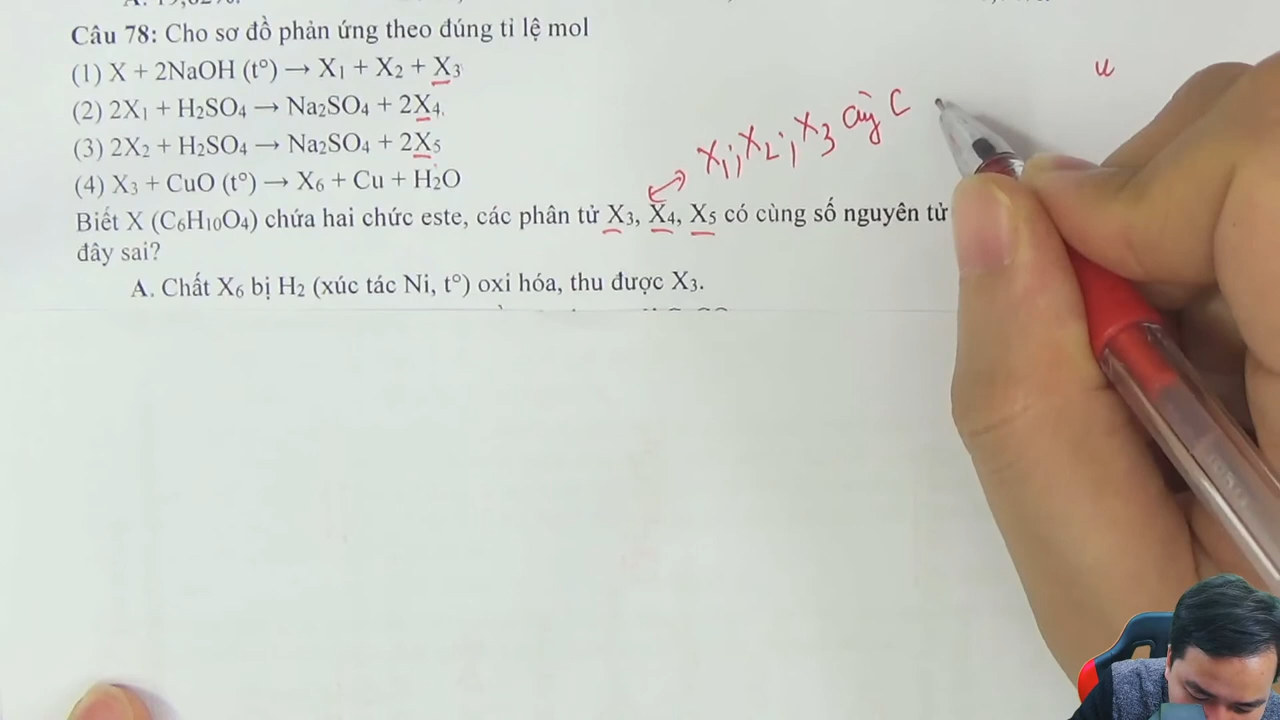 Câu 78: Cho sơ đồ phản ứng theo đúng tỉ lệ mol
(1) X + 2NaOH (t°) → X₁ + X₂ + X₃
(2) 2X₁ + H₂SO₄ → Na₂SO₄ + 2X₄.
(3) 2X₂ + H₂SO₄ → Na₂SO₄ + 2X₅
(4) X₃ + CuO (t°) → X₆ + Cu + H₂O
X₁; X₂; X₃ cùg C
Biết X (C₆H₁₀O₄) chứa hai chức este, các phân tử X₃, X₄, X₅ có cùng số nguyên tử
đây sai?
A. Chất X₆ bị H₂ (xúc tác Ni, t°) oxi hóa, thu được X₃.